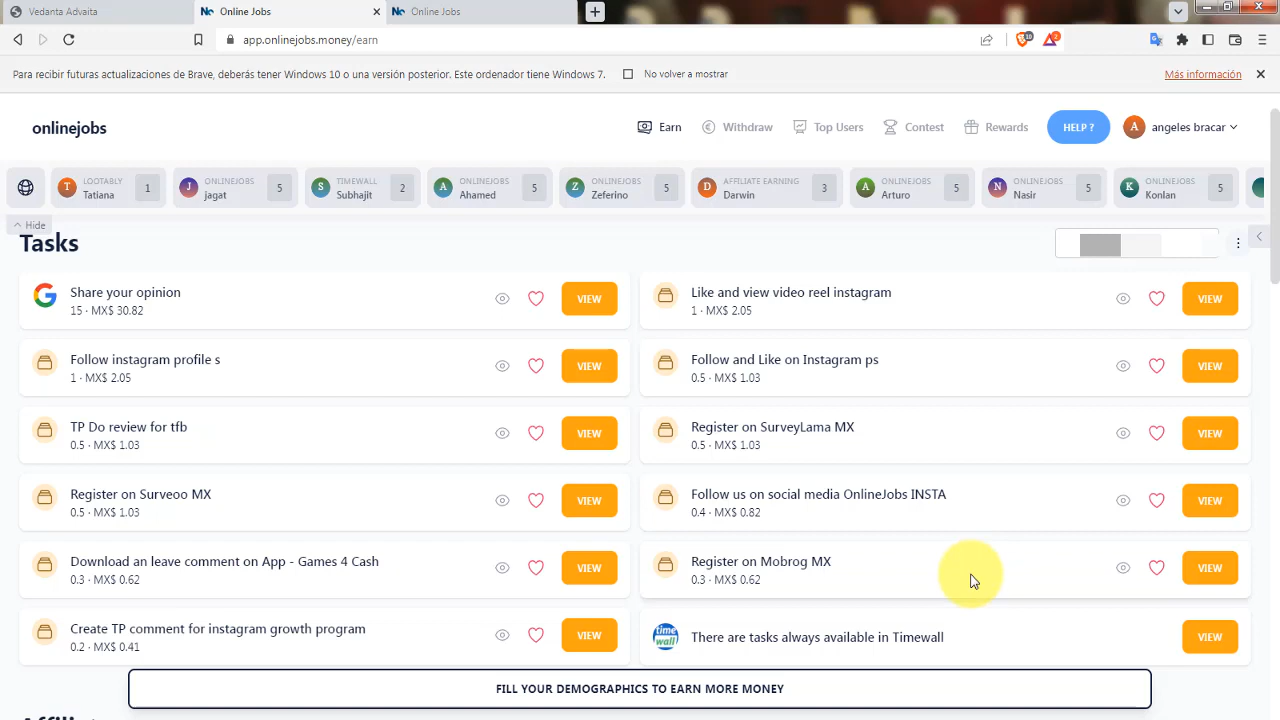 Vedanta Advaita
Online Jobs
Online Jobs
app.onlinejobs.money/earn
19
2
Para recibir futuras actualizaciones de Brave, deberás tener Windows 10 o una versión posterior. Este ordenador tiene Windows 7.
No volver a mostrar
Más información
onlinejobs
Earn
Withdraw
Top Users
Contest
Rewards
HELP ?
A
angeles bracar
T
LOOTABLY
Tatiana
1
J
ONLINEJOBS
jagat
5
S
TIMEWALL
Subhajit
2
A
ONLINEJOBS
Ahamed
5
Z
ONLINEJOBS
Zeferino
5
D
AFFILIATE EARNING
Darwin
3
A
ONLINEJOBS
Arturo
5
N
ONLINEJOBS
Nasir
5
K
ONLINEJOBS
Konlan
5
Hide
Tasks
Share your opinion
15 · MX$ 30.82
VIEW
Like and view video reel instagram
1 · MX$ 2.05
VIEW
Follow instagram profile s
1 · MX$ 2.05
VIEW
Follow and Like on Instagram ps
0.5 · MX$ 1.03
VIEW
TP Do review for tfb
0.5 · MX$ 1.03
VIEW
Register on SurveyLama MX
0.5 · MX$ 1.03
VIEW
Register on Surveoo MX
0.5 · MX$ 1.03
VIEW
Follow us on social media OnlineJobs INSTA
0.4 · MX$ 0.82
VIEW
Download an leave comment on App - Games 4 Cash
0.3 · MX$ 0.62
VIEW
Register on Mobrog MX
0.3 · MX$ 0.62
VIEW
Create TP comment for instagram growth program
0.2 · MX$ 0.41
VIEW
time
wall
There are tasks always available in Timewall
VIEW
FILL YOUR DEMOGRAPHICS TO EARN MORE MONEY